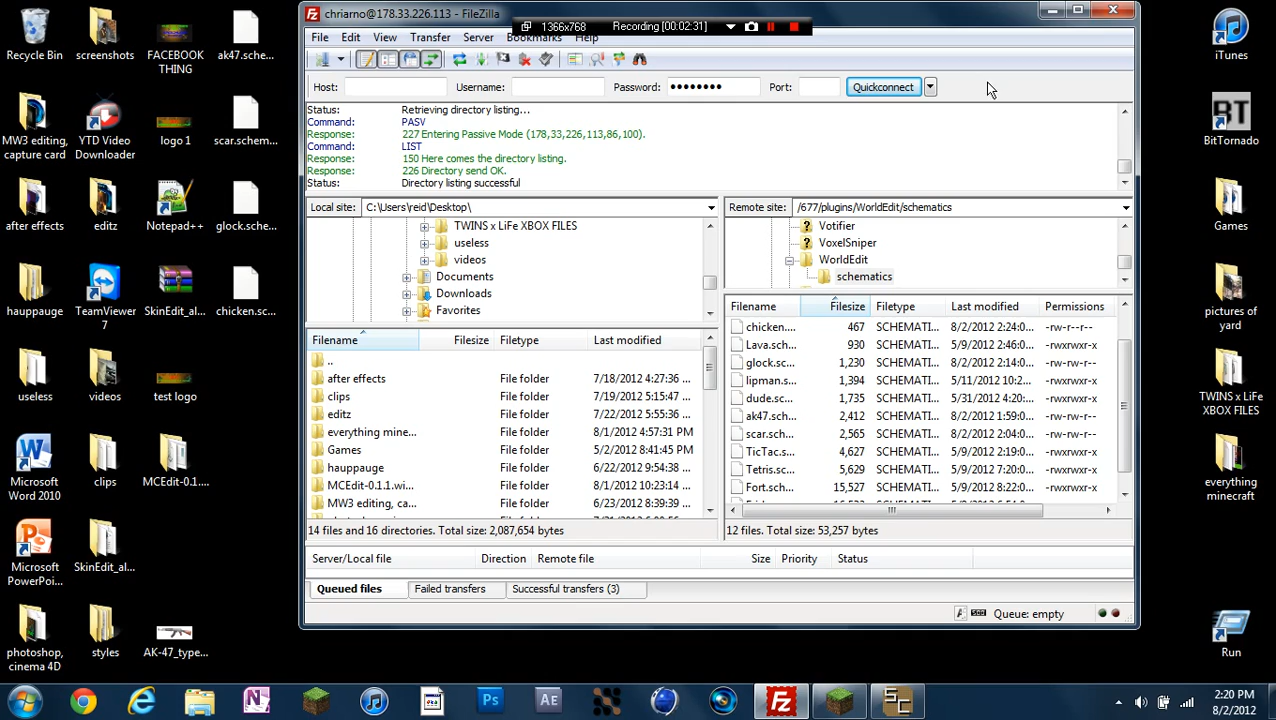 chriarno@178.33.226.113 - FileZilla
1366x768 Recording [00:02:31]
File Edit View Transfer Server Bookmarks Help
Host: Username: Password: ●●●●●●●● Port: Quickconnect
Status: Retrieving directory listing...
Command: PASV
Response: 227 Entering Passive Mode (178,33,226,113,86,100).
Command: LIST
Response: 150 Here comes the directory listing.
Response: 226 Directory send OK.
Status: Directory listing successful
Local site: C:\Users\reid\Desktop\
TWINS x LiFe XBOX FILES
useless
videos
Documents
Downloads
Favorites
Filename Filesize Filetype Last modified
..
after effects File folder 7/18/2012 4:27:36 ...
clips File folder 7/19/2012 5:15:47 ...
editz File folder 7/22/2012 5:55:36 ...
everything mine... File folder 8/1/2012 4:57:31 PM
Games File folder 5/2/2012 8:41:45 PM
hauppauge File folder 6/22/2012 9:54:38 ...
MCEdit-0.1.1.wi... File folder 8/1/2012 10:23:14 ...
MW3 editing, ca... File folder 6/23/2012 8:39:39 ...
14 files and 16 directories. Total size: 2,087,654 bytes
Remote site: /677/plugins/WorldEdit/schematics
Votifier
VoxelSniper
WorldEdit
schematics
Filename Filesize Filetype Last modified Permissions
chicken.... 467 SCHEMATI... 8/2/2012 2:24:0... -rw-r--r--
Lava.sch... 930 SCHEMATI... 5/9/2012 2:46:0... -rwxrwxr-x
glock.sc... 1,230 SCHEMATI... 8/2/2012 2:14:0... -rw-rw-r--
lipman.s... 1,394 SCHEMATI... 5/11/2012 10:2... -rwxrwxr-x
dude.sc... 1,735 SCHEMATI... 5/31/2012 4:20:... -rwxrwxr-x
ak47.sch... 2,412 SCHEMATI... 8/2/2012 1:59:0... -rw-rw-r--
scar.sch... 2,565 SCHEMATI... 8/2/2012 2:04:0... -rw-rw-r--
TicTac.s... 4,627 SCHEMATI... 5/9/2012 2:19:0... -rwxrwxr-x
Tetris.sc... 5,629 SCHEMATI... 5/9/2012 7:20:0... -rwxrwxr-x
Fort.sch... 15,527 SCHEMATI... 5/9/2012 8:22:0... -rwxrwxr-x
12 files. Total size: 53,257 bytes
Server/Local file Direction Remote file Size Priority Status
Queued files Failed transfers Successful transfers (3)
Queue: empty
Recycle Bin
screenshots
FACEBOOK
THING
ak47.sche...
MW3 editing,
capture card
YTD Video
Downloader
logo 1
scar.schem...
after effects
editz
Notepad++
glock.sche...
hauppauge
TeamViewer
7
SkinEdit_al...
chicken.sc...
useless
videos
test logo
Microsoft
Word 2010
clips
MCEdit-0.1....
Microsoft
PowerPoi...
SkinEdit_al...
photoshop,
cinema 4D
styles
AK-47_type...
iTunes
BitTornado
Games
pictures of
yard
TWINS x LiFe
XBOX FILES
everything
minecraft
Run
2:20 PM
8/2/2012